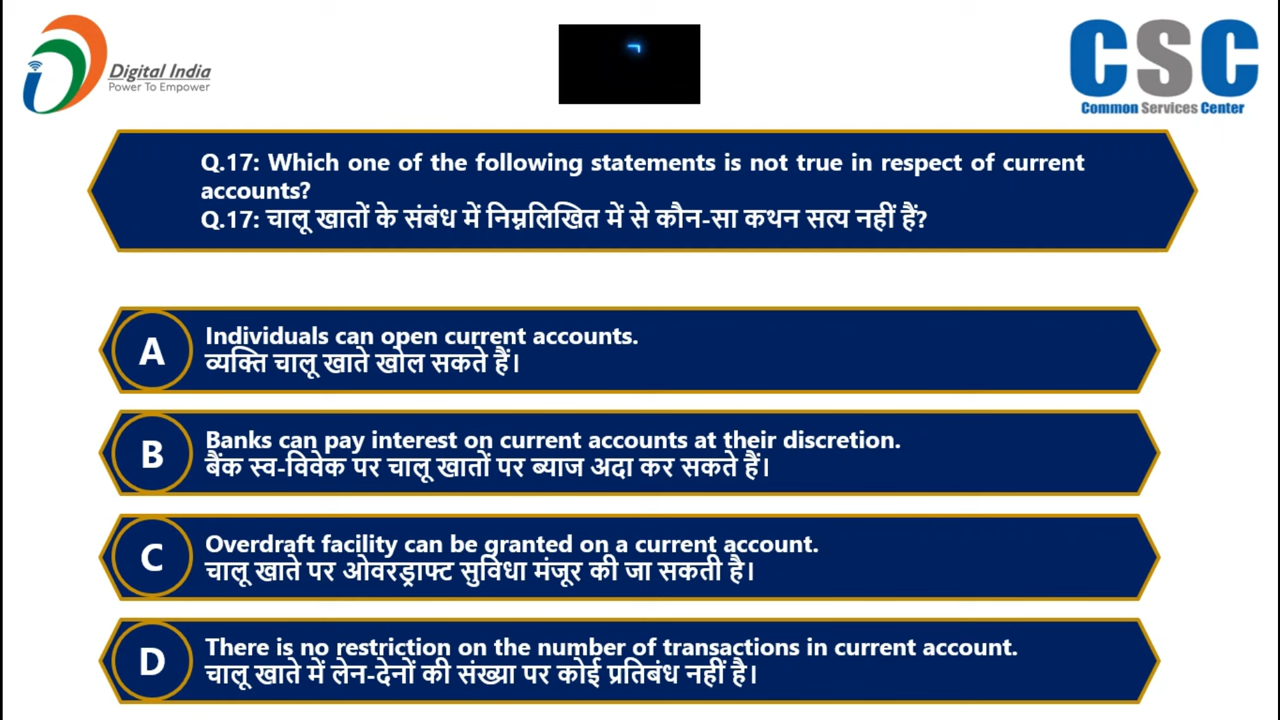 Digital India
Power To Empower
CSC
Common Services Center
Q.17: Which one of the following statements is not true in respect of current
accounts?
Q.17: चालू खातों के संबंध में निम्नलिखित में से कौन-सा कथन सत्य नहीं हैं?
A
Individuals can open current accounts.
व्यक्ति चालू खाते खोल सकते हैं।
B
Banks can pay interest on current accounts at their discretion.
बैंक स्व-विवेक पर चालू खातों पर ब्याज अदा कर सकते हैं।
C
Overdraft facility can be granted on a current account.
चालू खाते पर ओवरड्राफ्ट सुविधा मंजूर की जा सकती है।
D
There is no restriction on the number of transactions in current account.
चालू खाते में लेन-देनों की संख्या पर कोई प्रतिबंध नहीं है।